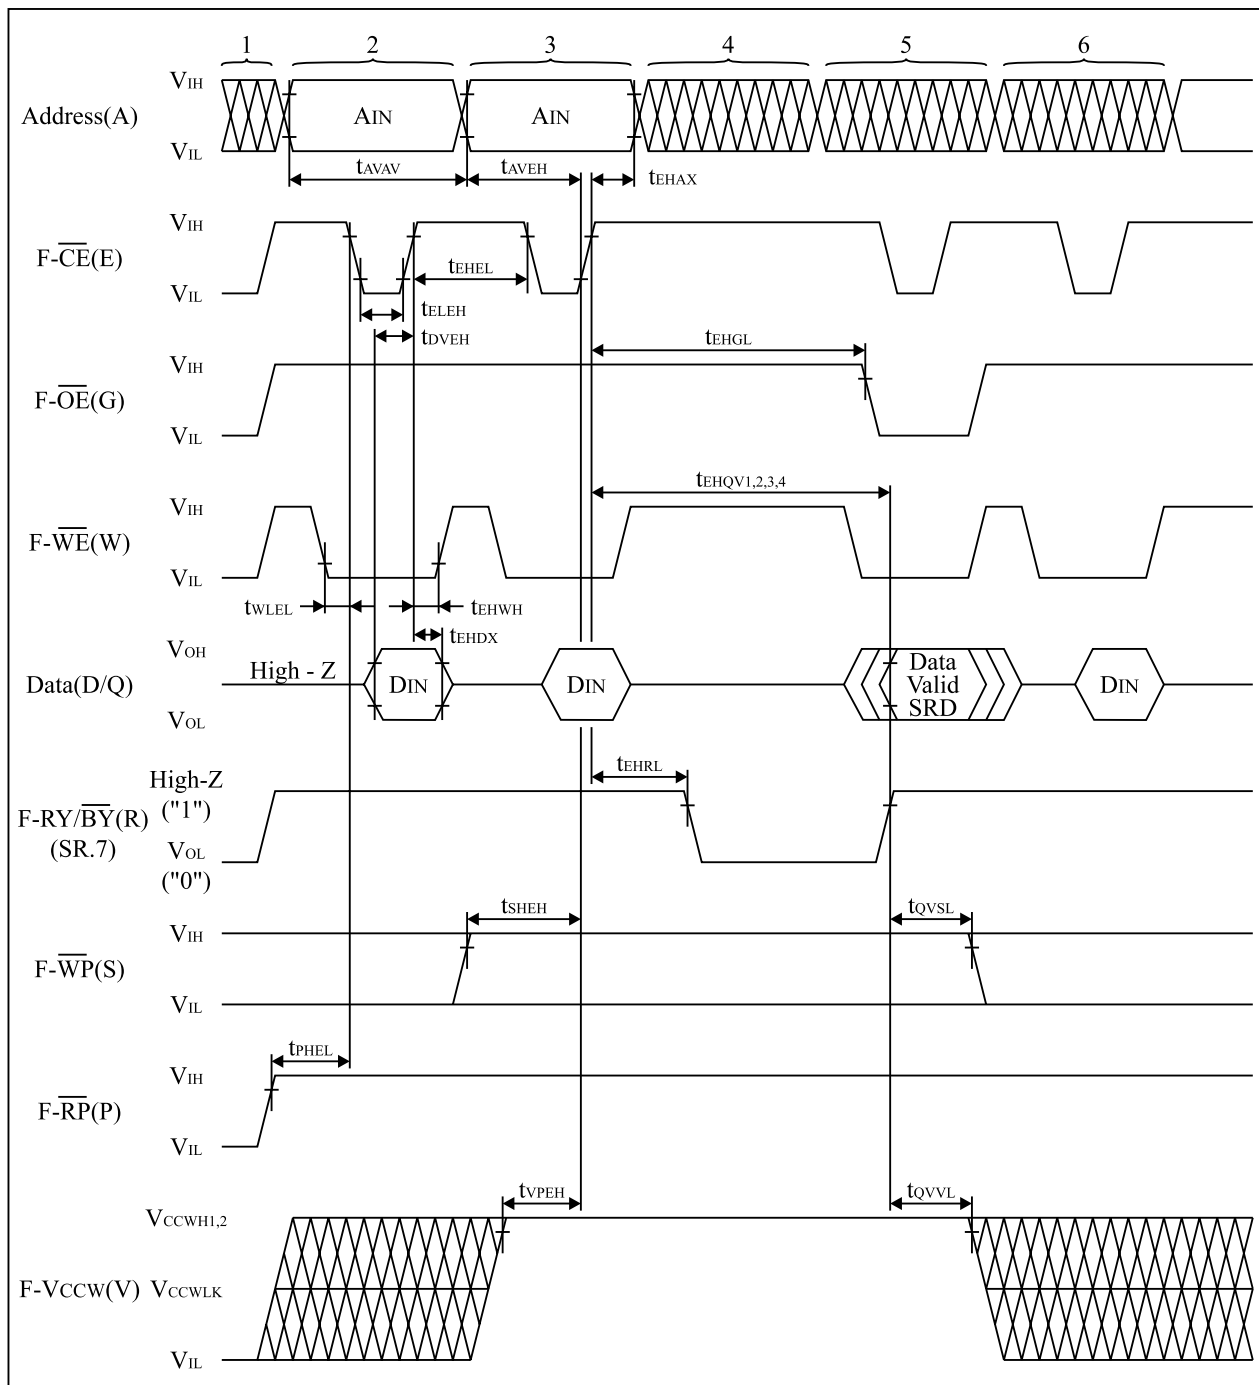 1 2 3 4 5 6
VIH
Address(A) AIN AIN
VIL
tAVAV tAVEH tEHAX
VIH
F-CE(E)
tEHEL
VIL
tELEH
tDVEH tEHGL
VIH
F-OE(G)
VIL
tEHQV1,2,3,4
VIH
F-WE(W)
VIL
tWLEL tEHWH
tEHDX
VOH
High - Z Data
Data(D/Q) DIN DIN Valid DIN
SRD
VOL
tEHRL
High-Z
("1")
F-RY/BY(R)
(SR.7) VOL
("0")
tSHEH tQVSL
VIH
F-WP(S)
VIL
tPHEL
VIH
F-RP(P)
VIL
tVPEH tQVVL
VCCWH1,2
F-VCCW(V) VCCWLK
VIL